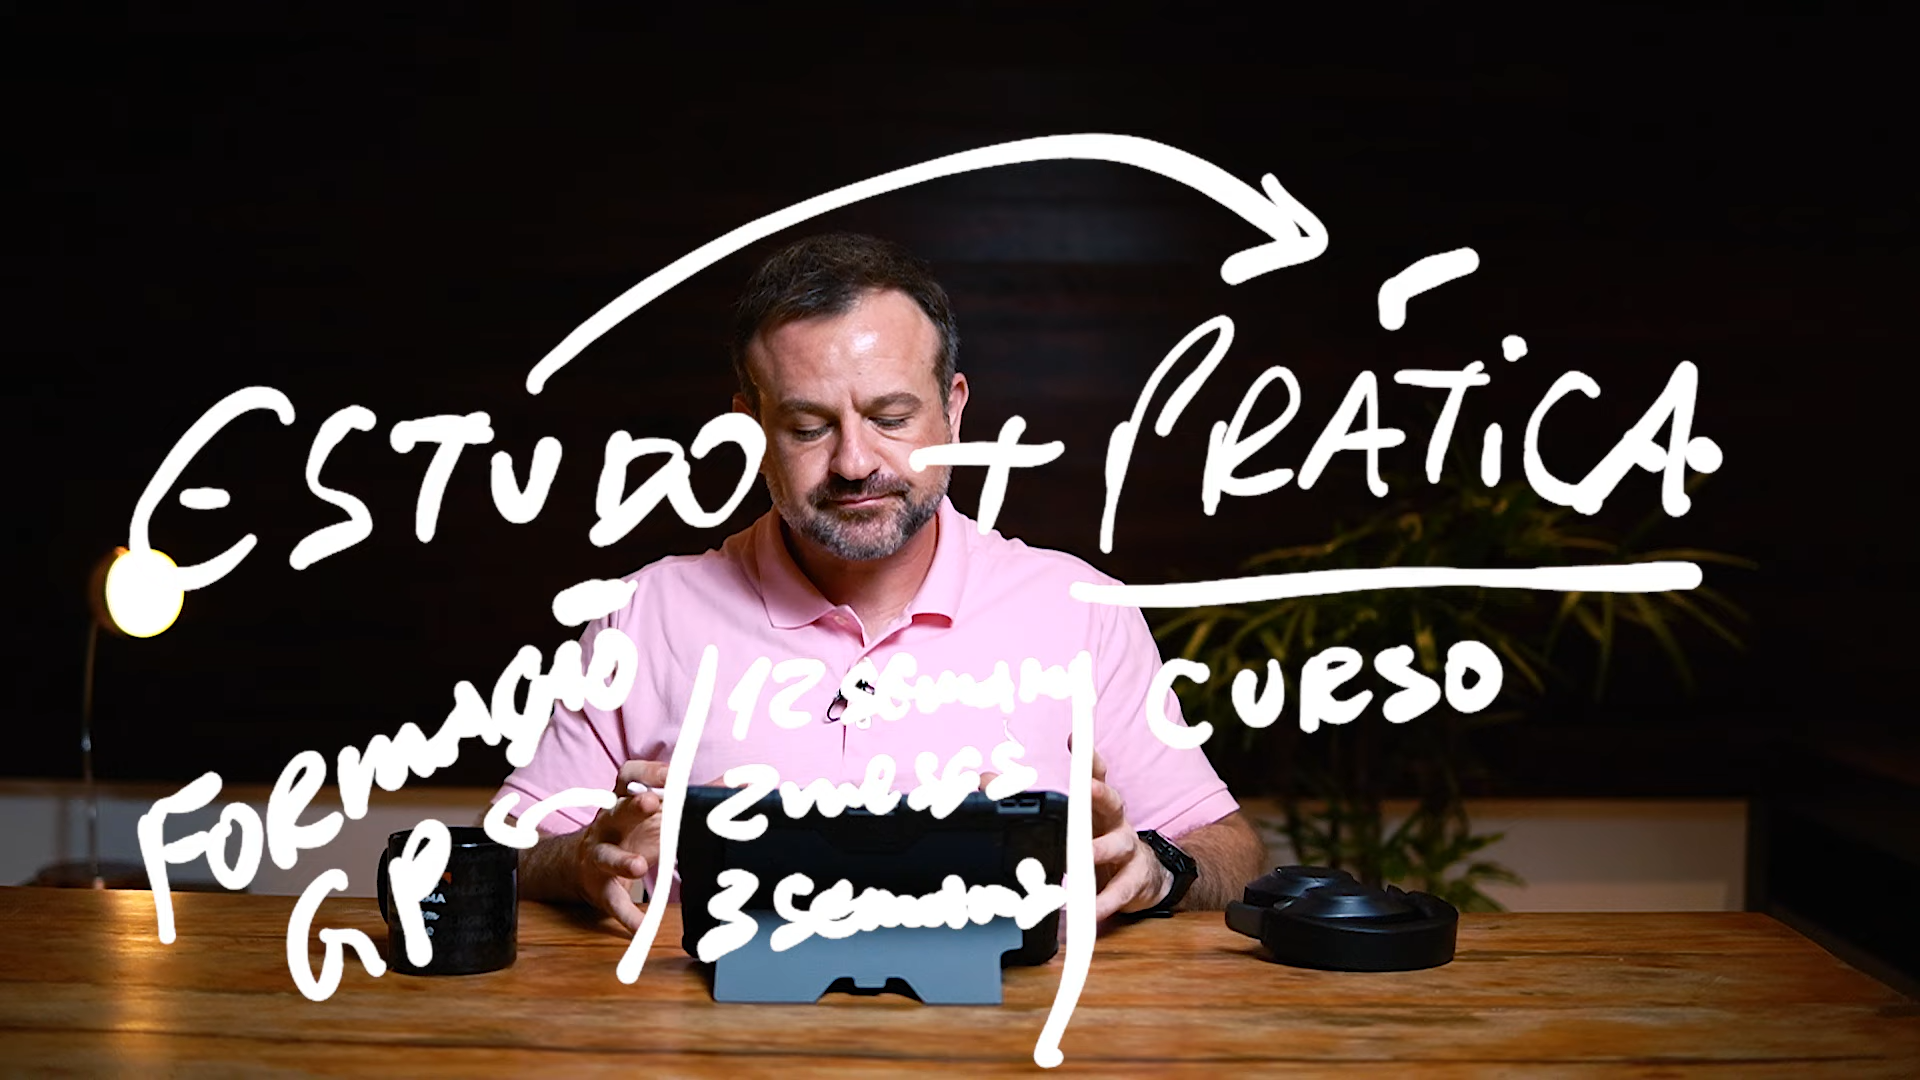 ESTUDO + PRÁTICA
FORMAÇÃO
GP
12 semanas
2 meses
3 semanas
CURSO